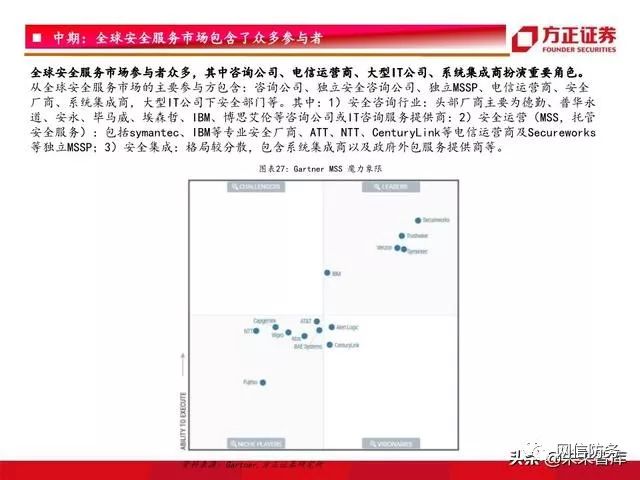 中期：全球安全服务市场包含了众多参与者
方正证券
FOUNDER SECURITIES
全球安全服务市场参与者众多，其中咨询公司、电信运营商、大型IT公司、系统集成商扮演重要角色。
从全球安全服务市场的主要参与方包含：咨询公司、独立安全咨询公司、独立MSSP、电信运营商、安全
厂商、系统集成商，大型IT公司下安全部门等。其中：1）安全咨询行业：头部厂商主要为德勤、普华永
道、安永、毕马威、埃森哲、IBM、博思艾伦等咨询公司或IT咨询服务提供商；2）安全运营（MSS，托管
安全服务）：包括symantec、IBM等专业安全厂商、ATT、NTT、CenturyLink等电信运营商及Secureworks
等独立MSSP；3）安全集成：格局较分散，包含系统集成商以及政府外包服务提供商等。
图表27：Gartner MSS 魔力象限
CHALLENGERS
LEADERS
Secureworks
Trustwave
Verizon
Symantec
IBM
Capgemini
AT&T
NTT
Wipro
Atos
Alert Logic
BAE Systems
CenturyLink
Fujitsu
ABILITY TO EXECUTE
NICHE PLAYERS
VISIONARIES
资料来源：Gartner,方正证券研究所
网信防务
头条@未来智库